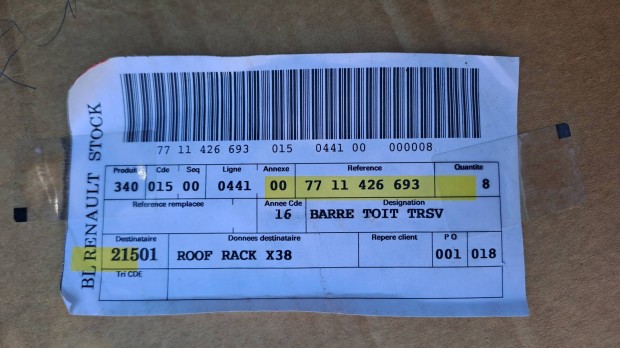 BL RENAULT STOCK
77 11 426 693 015 0441 00 000008
Produit Cde Seq Ligne Annexe Reference Quantite
340 015 00 0441 00 77 11 426 693 8
Reference remplacee Annee Cde Designation
16 BARRE TOIT TRSV
Destinataire Donnees destinataire Repere client P O
21501 ROOF RACK X38 001 018
Tri CDE